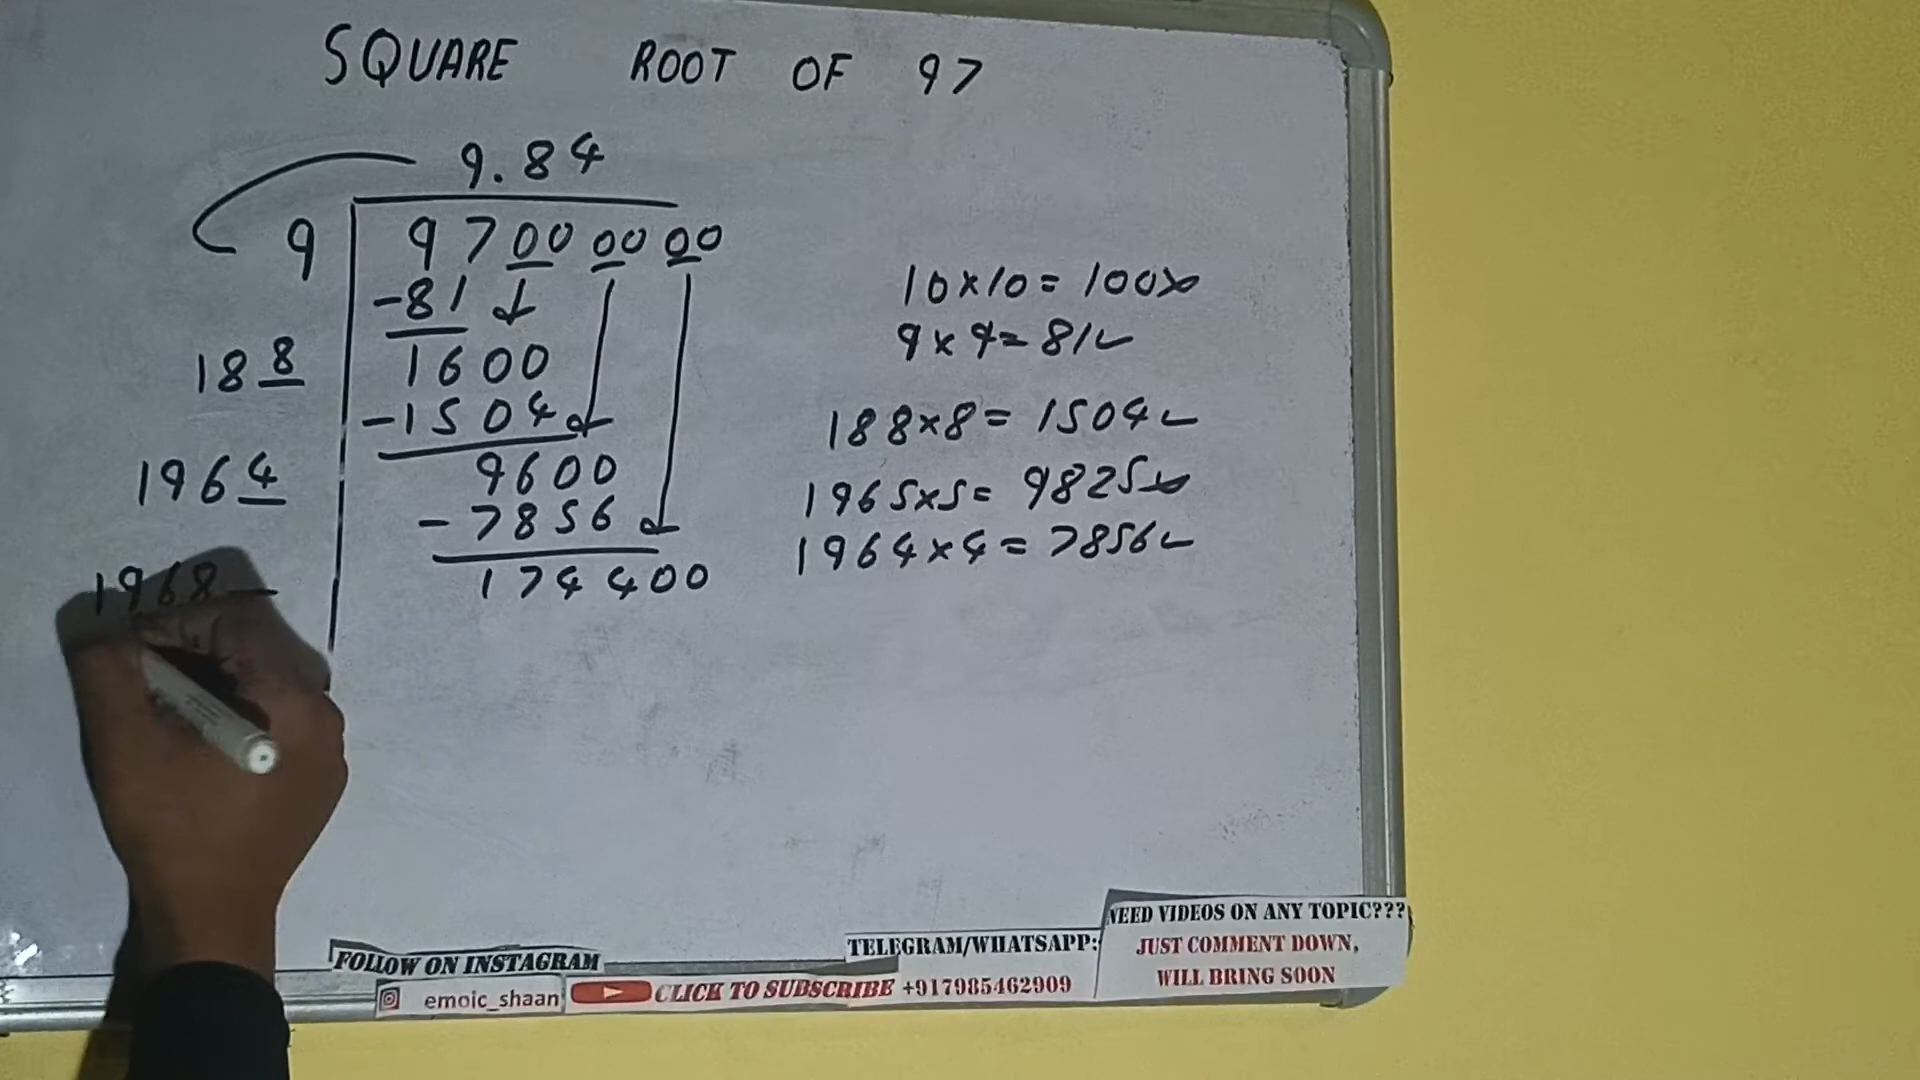 SQUARE ROOT OF 97
9.84
9 97 00 00 00
-81
188 1600
-1504
1964 9600
-7856
1968_ 174400
10×10= 100×
9×9=81✓
188×8= 1504✓
1965×5= 9825×
1964×4= 7856✓
FOLLOW ON INSTAGRAM
emoic_shaan
CLICK TO SUBSCRIBE
TELEGRAM/WHATSAPP:
+917985462909
NEED VIDEOS ON ANY TOPIC???
JUST COMMENT DOWN,
WILL BRING SOON